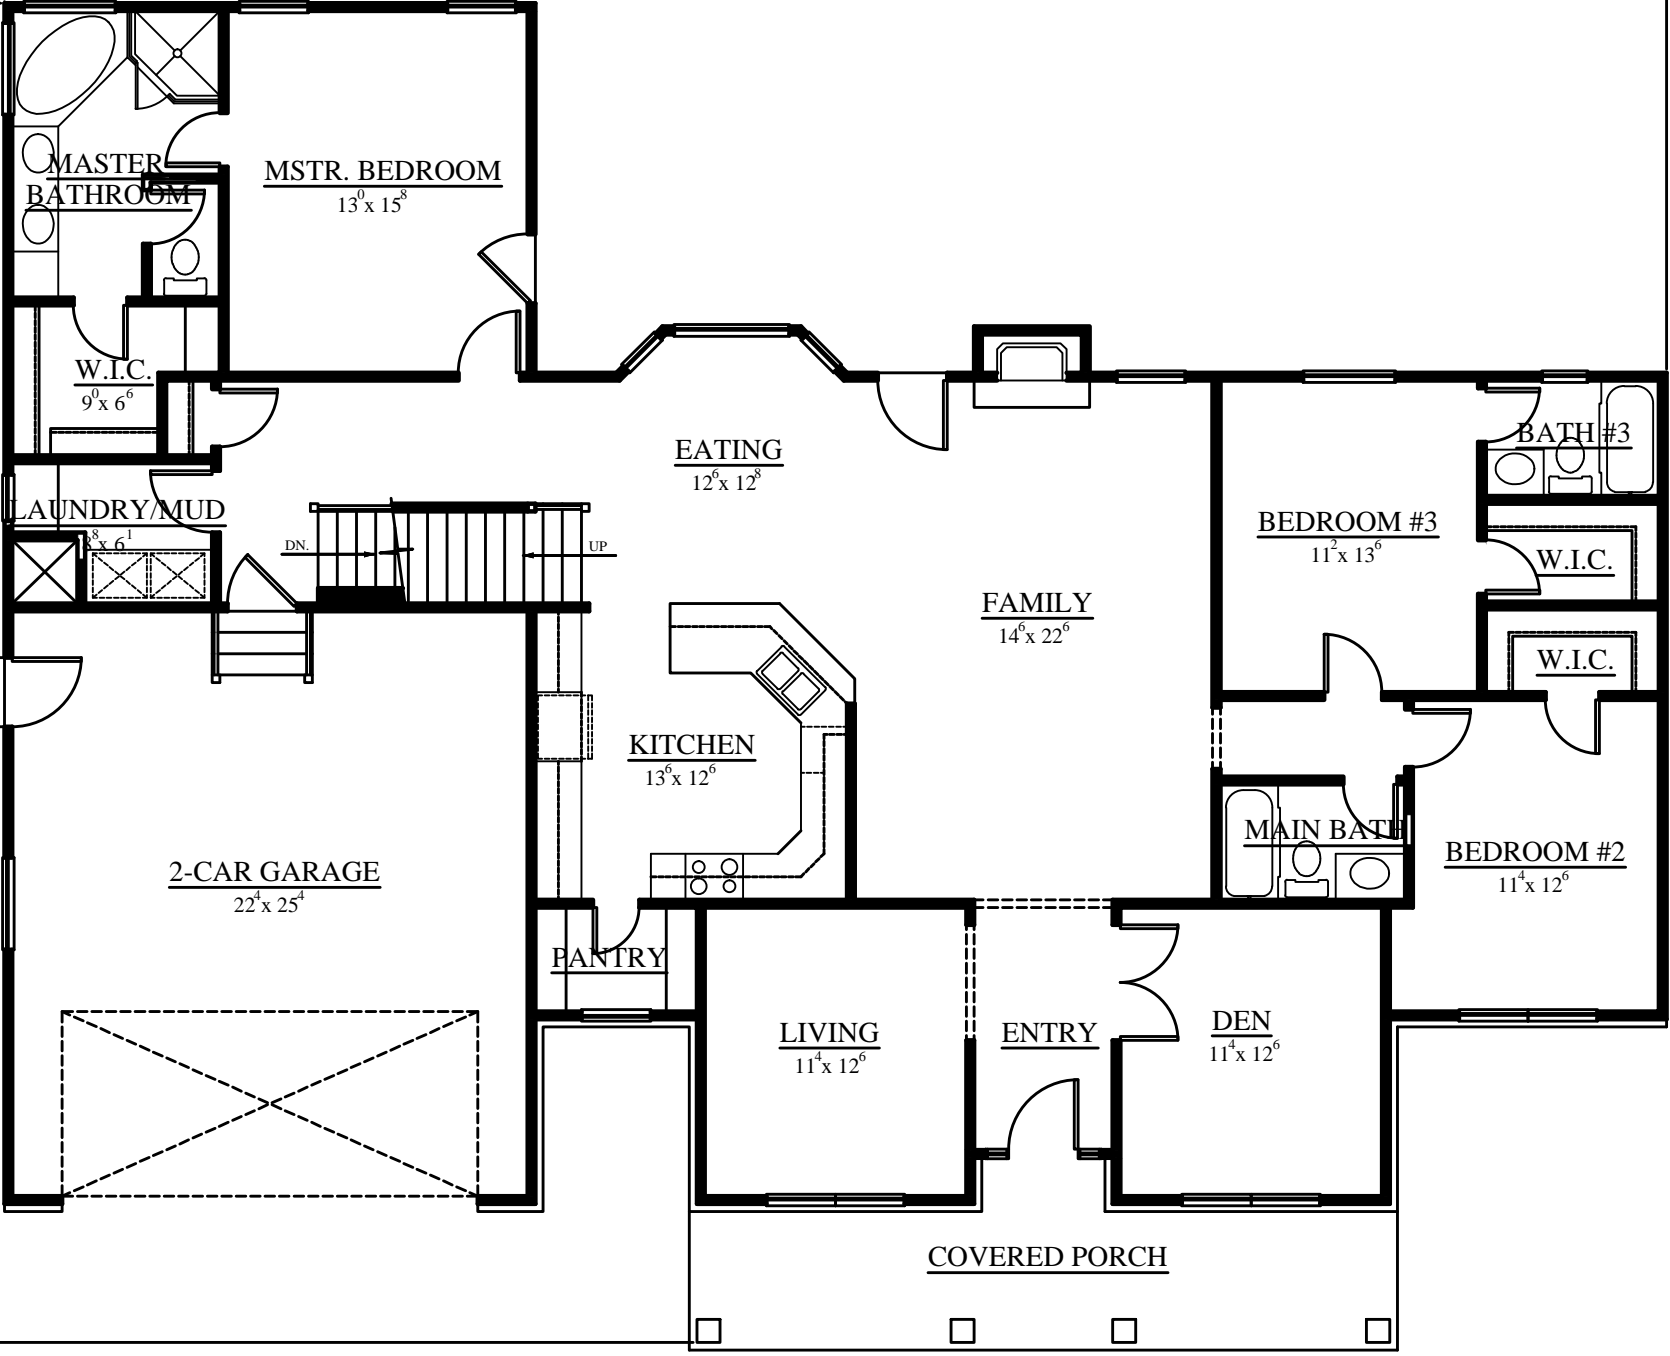 MASTER
BATHROOM
MSTR. BEDROOM
13⁰x 15⁸
W.I.C.
9⁰x 6⁶
EATING
12⁶x 12⁸
LAUNDRY/MUD
8⁸x 6¹
DN.
UP
BATH #3
BEDROOM #3
11²x 13⁶
W.I.C.
FAMILY
14⁶x 22⁶
W.I.C.
KITCHEN
13⁶x 12⁶
MAIN BATH
BEDROOM #2
11⁴x 12⁶
2-CAR GARAGE
22⁴x 25⁴
PANTRY
LIVING
11⁴x 12⁶
ENTRY
DEN
11⁴x 12⁶
COVERED PORCH